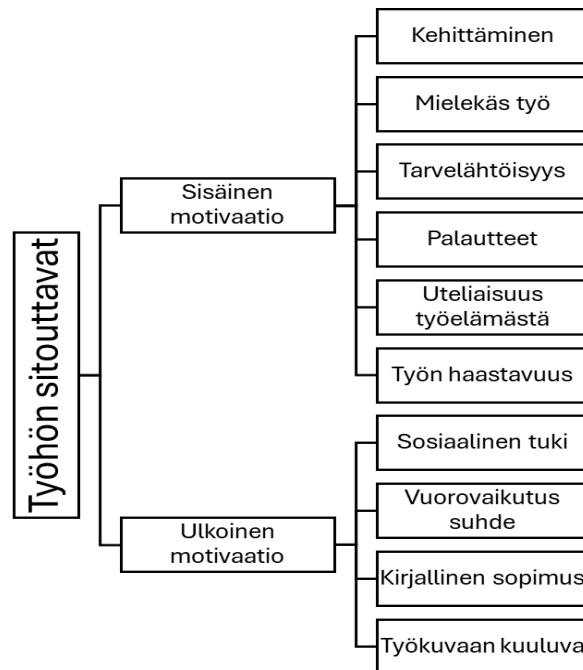 Työhön sitouttavat
Sisäinen
motivaatio
Kehittäminen
Mielekäs työ
Tarvelähtöisyys
Palautteet
Uteliaisuus
työelämästä
Työn haastavuus
Ulkoinen
motivaatio
Sosiaalinen tuki
Vuorovaikutus
suhde
Kirjallinen sopimus
Työkuvaan kuuluva